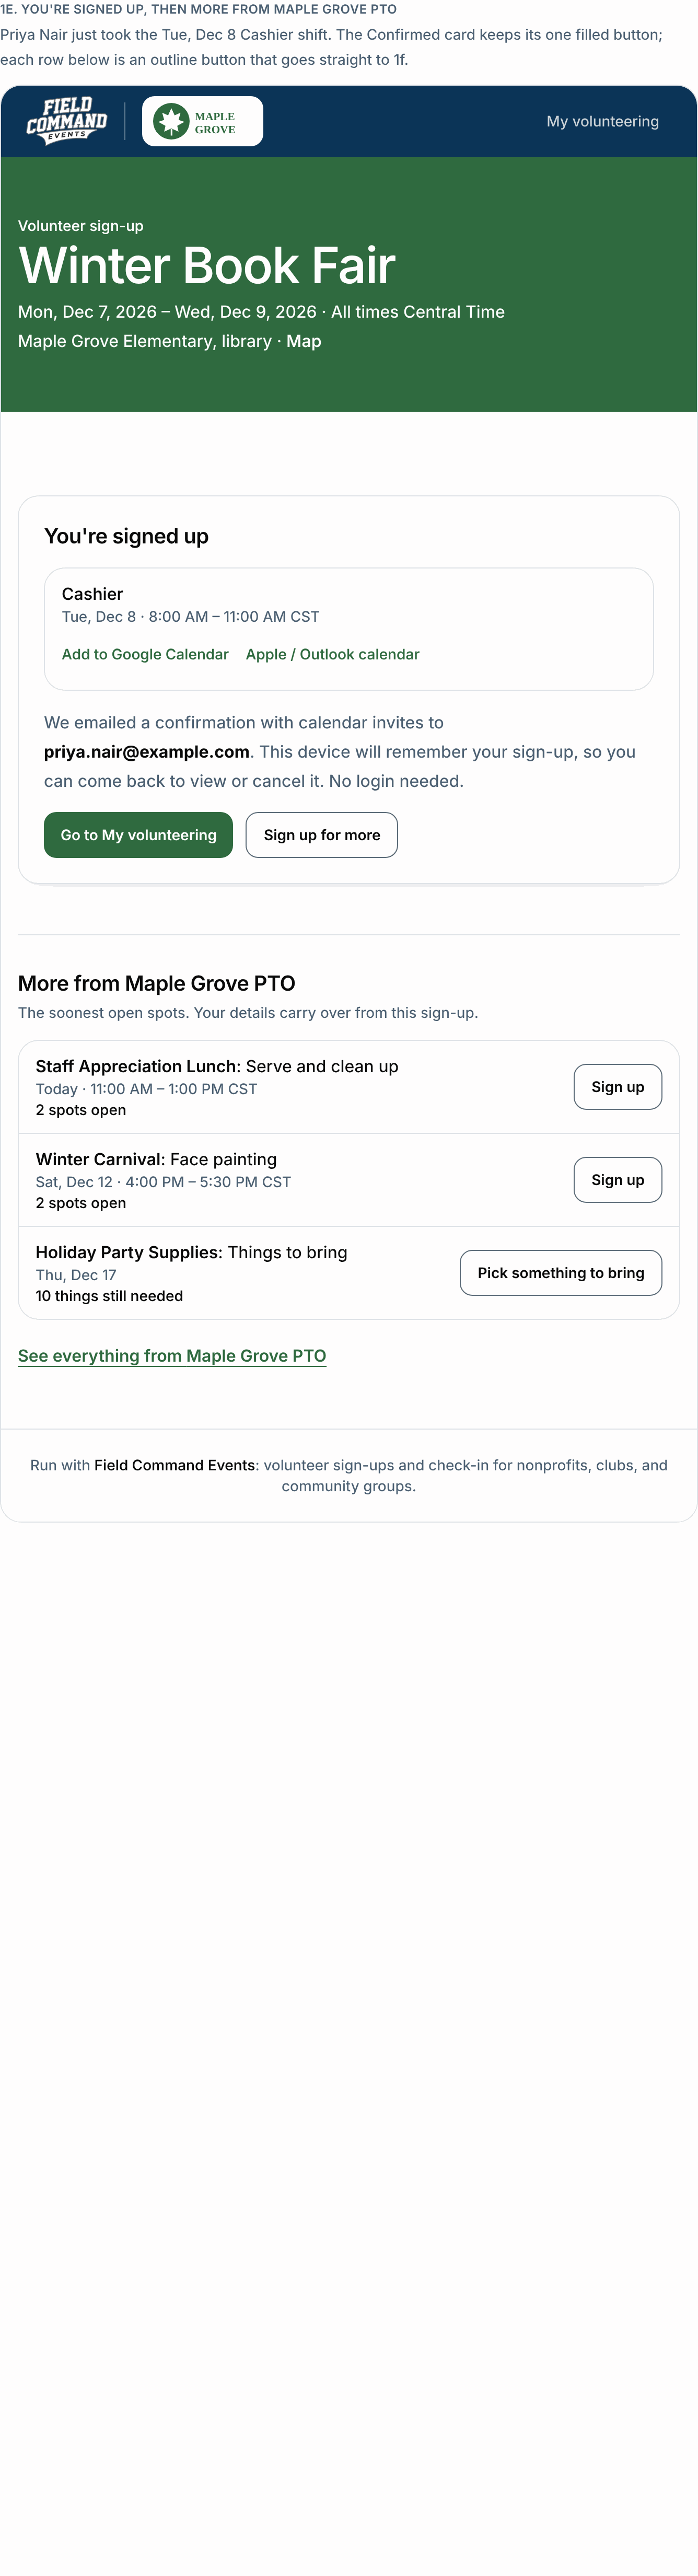 1E. YOU'RE SIGNED UP, THEN MORE FROM MAPLE GROVE PTO
Priya Nair just took the Tue, Dec 8 Cashier shift. The Confirmed card keeps its one filled button;
each row below is an outline button that goes straight to 1f.
FIELD
COMMAND
EVENTS
MAPLE
GROVE
My volunteering
Volunteer sign-up
Winter Book Fair
Mon, Dec 7, 2026 – Wed, Dec 9, 2026 · All times Central Time
Maple Grove Elementary, library · Map
You're signed up
Cashier
Tue, Dec 8 · 8:00 AM – 11:00 AM CST
Add to Google Calendar Apple / Outlook calendar
We emailed a confirmation with calendar invites to
priya.nair@example.com. This device will remember your sign-up, so you
can come back to view or cancel it. No login needed.
Go to My volunteering Sign up for more
More from Maple Grove PTO
The soonest open spots. Your details carry over from this sign-up.
Staff Appreciation Lunch: Serve and clean up
Today · 11:00 AM – 1:00 PM CST
2 spots open
Sign up
Winter Carnival: Face painting
Sat, Dec 12 · 4:00 PM – 5:30 PM CST
2 spots open
Sign up
Holiday Party Supplies: Things to bring
Thu, Dec 17
10 things still needed
Pick something to bring
See everything from Maple Grove PTO
Run with Field Command Events: volunteer sign-ups and check-in for nonprofits, clubs, and
community groups.